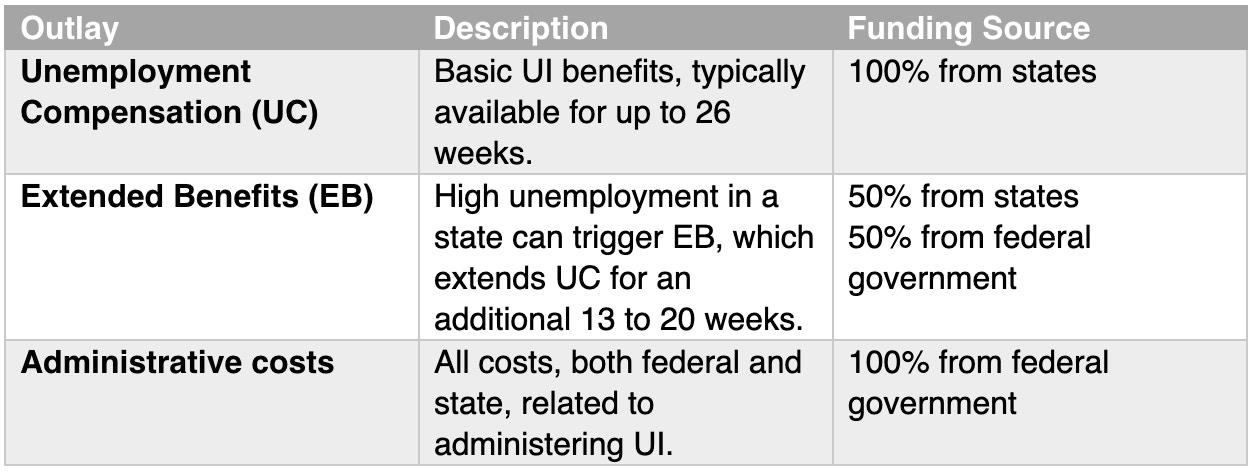 Outlay Description Funding Source
Unemployment Compensation (UC)
Basic UI benefits, typically
available for up to 26
weeks.
100% from states
Extended Benefits (EB)
High unemployment in a
state can trigger EB, which
extends UC for an
additional 13 to 20 weeks.
50% from states
50% from federal
government
Administrative costs
All costs, both federal and
state, related to
administering UI.
100% from federal
government